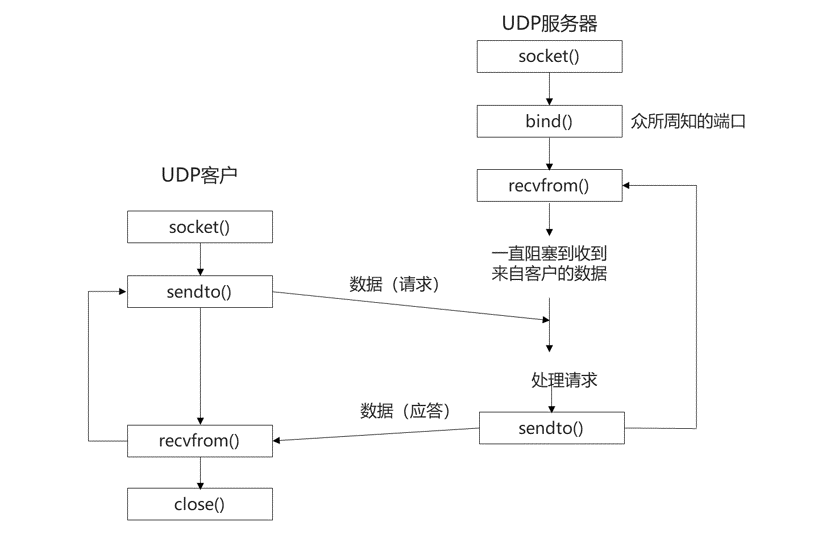 UDP服务器
socket()
bind()
众所周知的端口
recvfrom()
一直阻塞到收到
来自客户的数据
处理请求
sendto()
UDP客户
socket()
sendto()
数据（请求）
数据（应答）
recvfrom()
close()